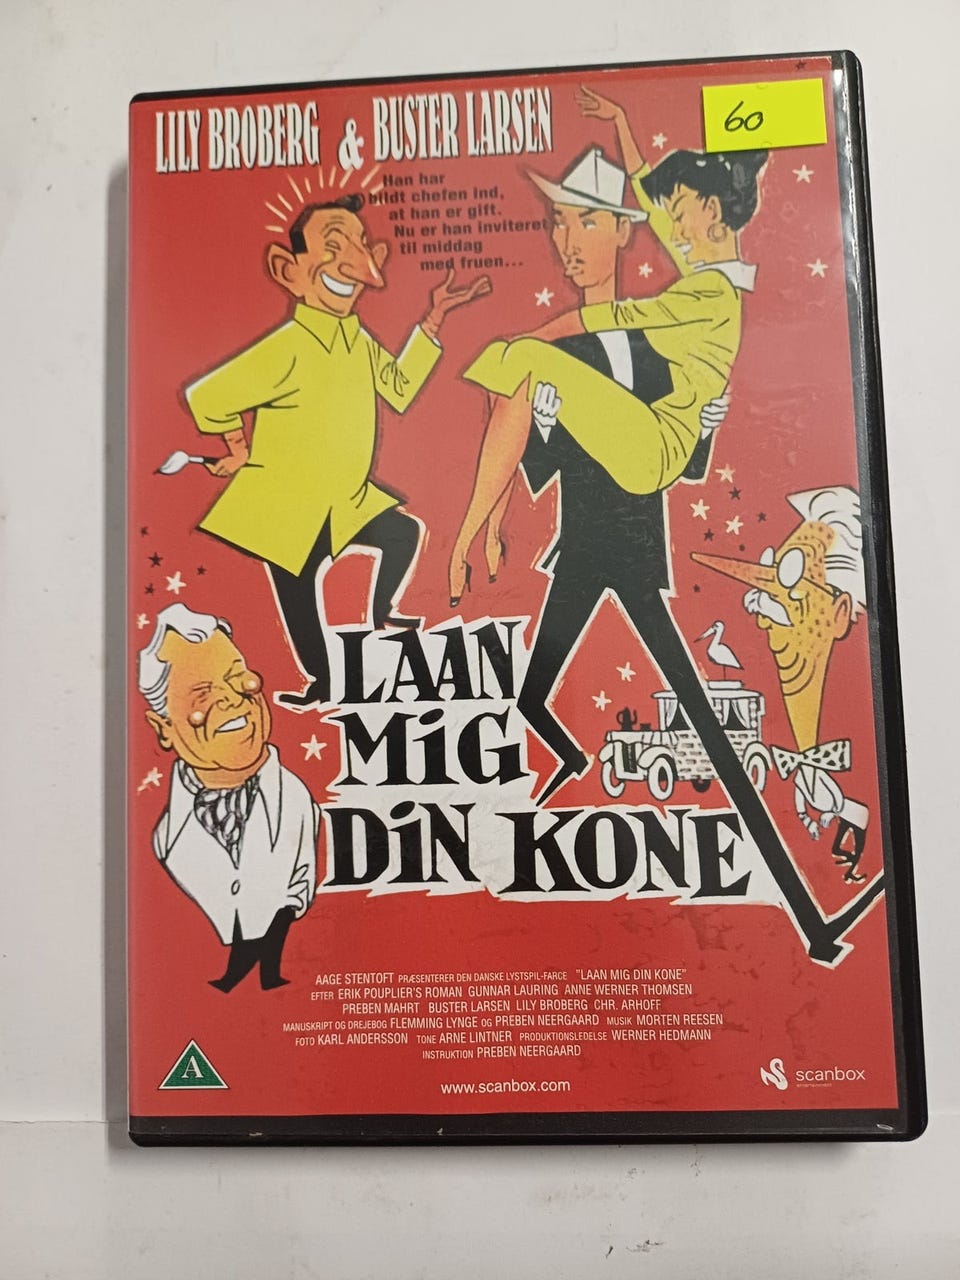 LILY BROBERG & BUSTER LARSEN
60
Han har
bildt chefen ind,
at han er gift.
Nu er han inviteret
til middag
med fruen...
LAAN
MiG
DiN KONE
AAGE STENTOFT PRÆSENTERER DEN DANSKE LYSTSPIL-FARCE "LAAN MIG DIN KONE"
EFTER ERIK POUPLIER'S ROMAN GUNNAR LAURING ANNE WERNER THOMSEN
PREBEN MAHRT BUSTER LARSEN LILY BROBERG CHR. ARHOFF
MANUSKRIPT OG DREJEBOG FLEMMING LYNGE OG PREBEN NEERGAARD MUSIK MORTEN REESEN
FOTO KARL ANDERSSON TONE ARNE LINTNER PRODUKTIONSLEDELSE WERNER HEDMANN
INSTRUKTION PREBEN NEERGAARD
A
www.scanbox.com
scanbox
entertainment